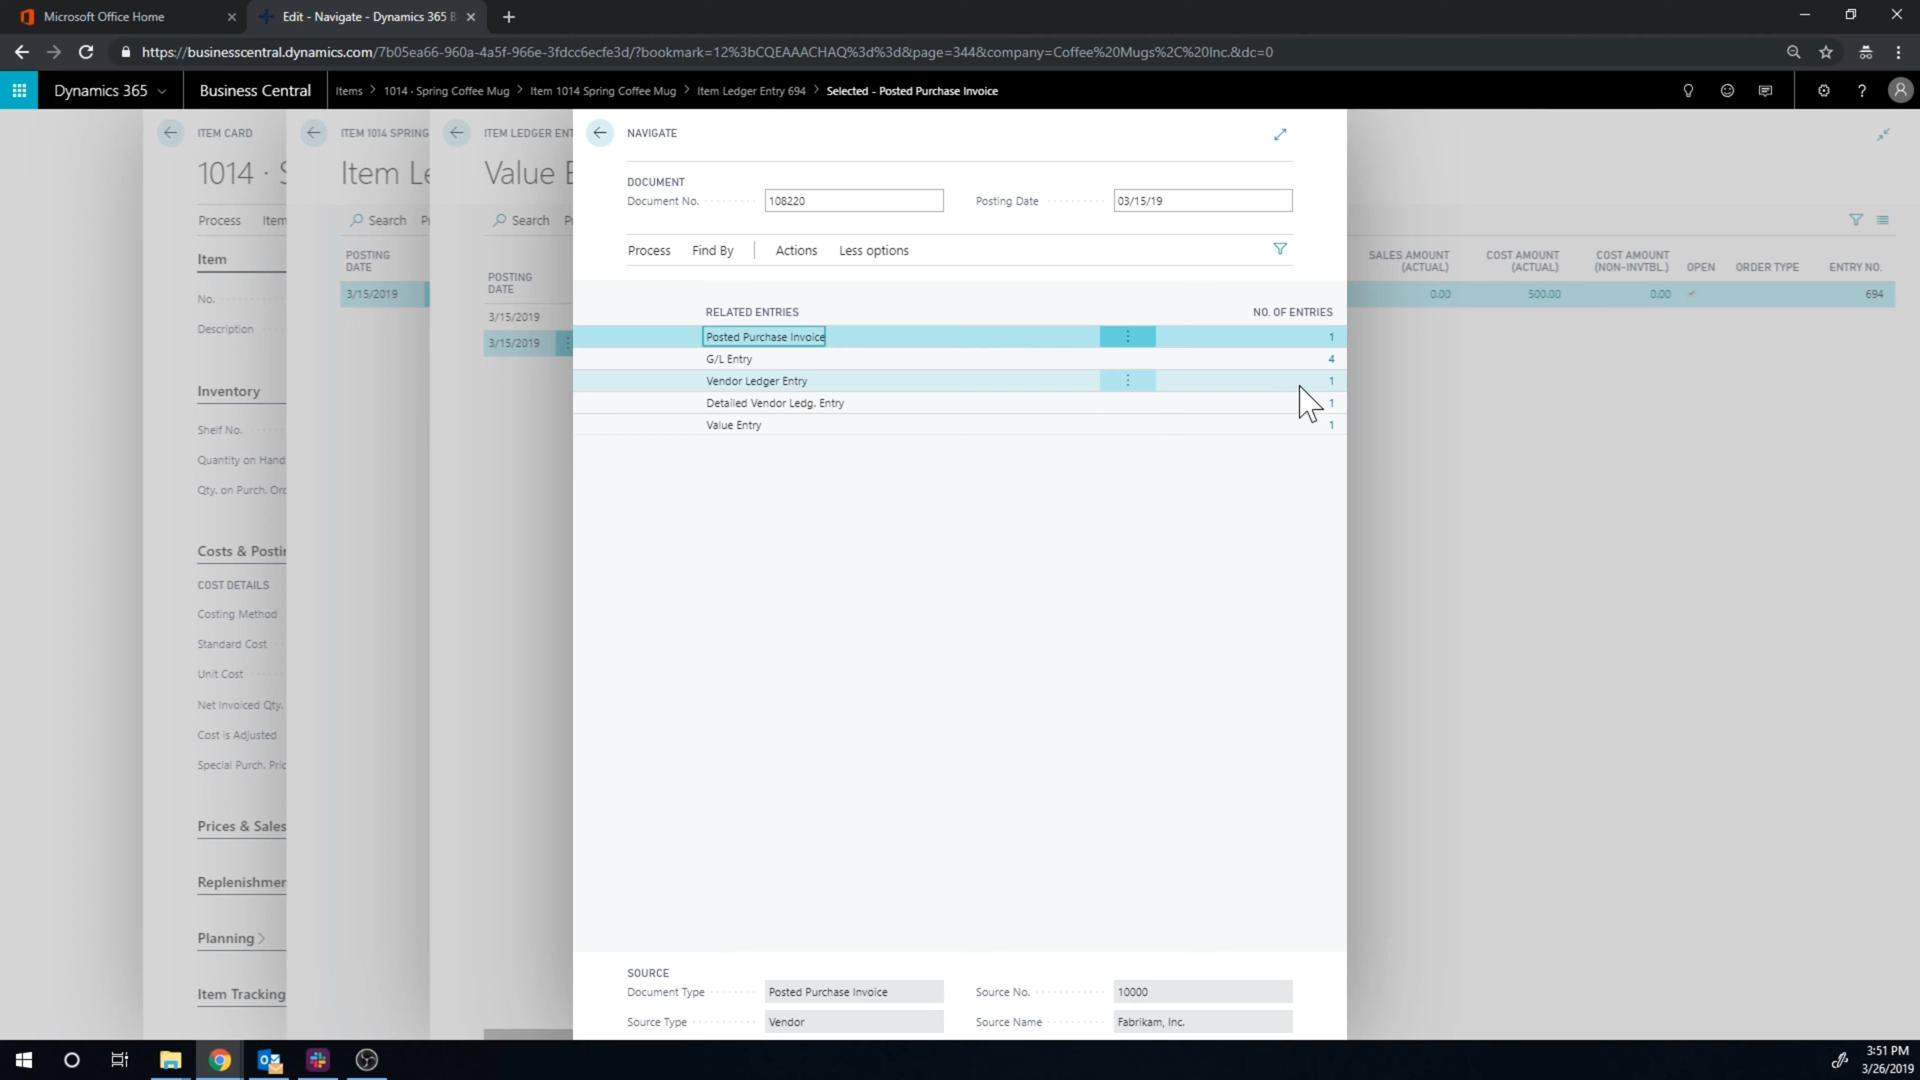 Microsoft Office Home
Edit - Navigate - Dynamics 365 B
https://businesscentral.dynamics.com/7b05ea66-960a-4a5f-966e-3fdcc6ecfe3d/?bookmark=12%3bCQEAAACHAQ%3d%3d&page=344&company=Coffee%20Mugs%2C%20Inc.&dc=0
Dynamics 365 Business Central Items > 1014 · Spring Coffee Mug > Item 1014 Spring Coffee Mug > Item Ledger Entry 694 > Selected - Posted Purchase Invoice
ITEM CARD
1014 · S
Process Item
Item
No.
Description
Inventory
Shelf No.
Quantity on Hand
Qty. on Purch. Ord
Costs & Postin
COST DETAILS
Costing Method
Standard Cost
Unit Cost
Net Invoiced Qty.
Cost is Adjusted
Special Purch. Pric
Prices & Sales
Replenishmen
Planning >
Item Tracking
ITEM 1014 SPRING
Item Le
Search
POSTING
DATE
3/15/2019
ITEM LEDGER ENT
Value E
Search
POSTING
DATE
3/15/2019
3/15/2019
NAVIGATE
DOCUMENT
Document No. 108220 Posting Date 03/15/19
Process Find By Actions Less options
RELATED ENTRIES NO. OF ENTRIES
Posted Purchase Invoice 1
G/L Entry 4
Vendor Ledger Entry 1
Detailed Vendor Ledg. Entry 1
Value Entry 1
SOURCE
Document Type Posted Purchase Invoice Source No. 10000
Source Type Vendor Source Name Fabrikam, Inc.
SALES AMOUNT
(ACTUAL)
COST AMOUNT
(ACTUAL)
COST AMOUNT
(NON-INVTBL.)
OPEN ORDER TYPE ENTRY NO.
0.00 500.00 0.00 694
3:51 PM
3/26/2019